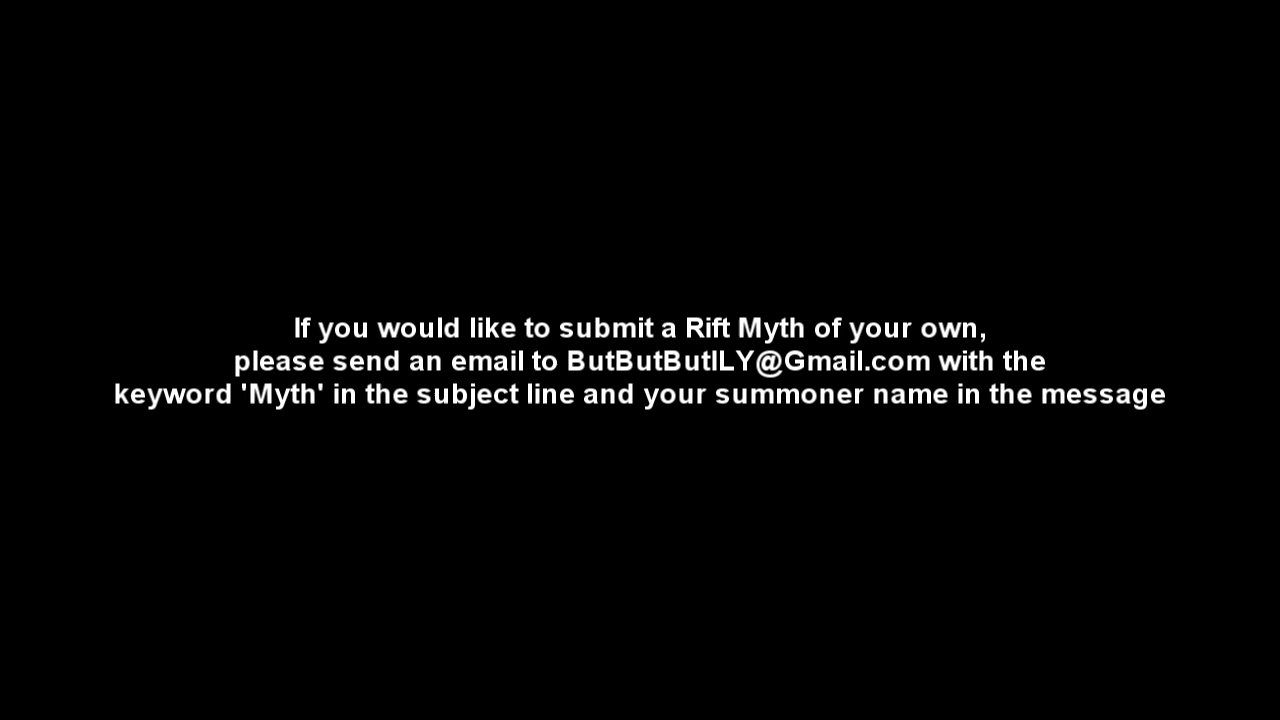 If you would like to submit a Rift Myth of your own,
please send an email to ButButButILY@Gmail.com with the
keyword 'Myth' in the subject line and your summoner name in the message